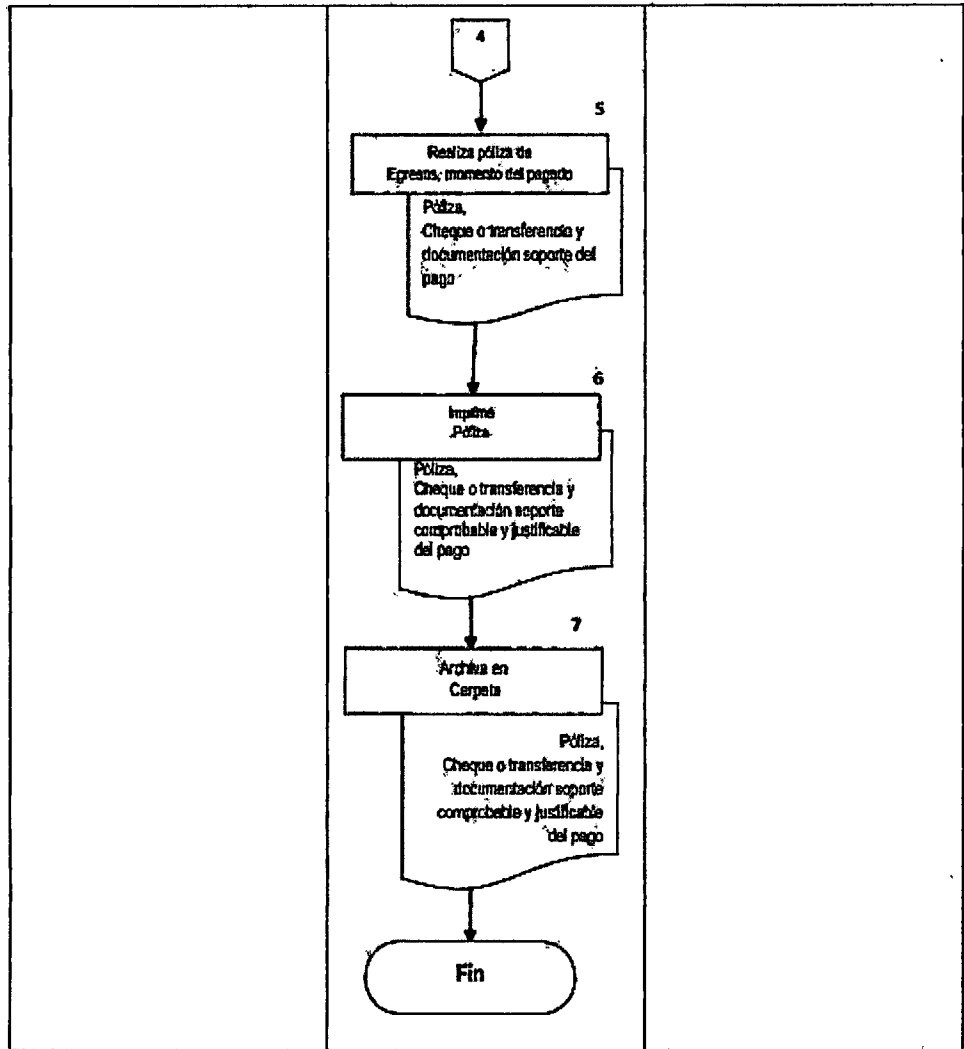 4
5
Realiza póliza de
Egresos, momento del pagado
Póliza,
Cheque o transferencia y
documentación soporte del
pago
6
Imprime
Póliza
Póliza,
Cheque o transferencia y
documentación soporte
comprobable y justificable
del pago
7
Archiva en
Carpeta
Póliza,
Cheque o transferencia y
documentación soporte
comprobable y justificable
del pago
Fin